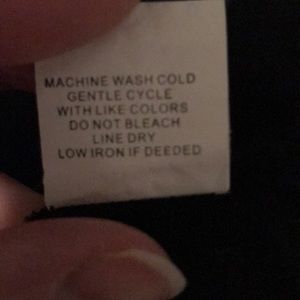 MACHINE WASH COLD
GENTLE CYCLE
WITH LIKE COLORS
DO NOT BLEACH
LINE DRY
LOW IRON IF DEEDED